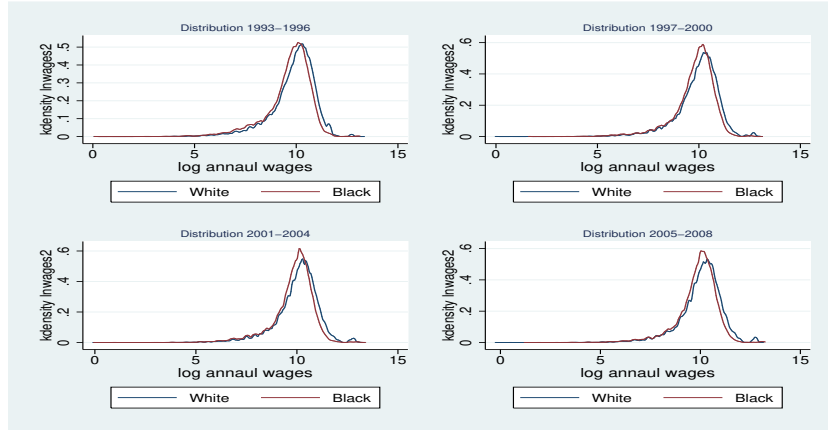 Distribution 1993−1996
kdensity lnwages2
0 .1 .2 .3 .4 .5
0 5 10 15
log annaul wages
White Black
Distribution 1997−2000
kdensity lnwages2
0 .2 .4 .6
0 5 10 15
log annaul wages
White Black
Distribution 2001−2004
kdensity lnwages2
0 .2 .4 .6
0 5 10 15
log annaul wages
White Black
Distribution 2005−2008
kdensity lnwages2
0 .2 .4 .6
0 5 10 15
log annaul wages
White Black